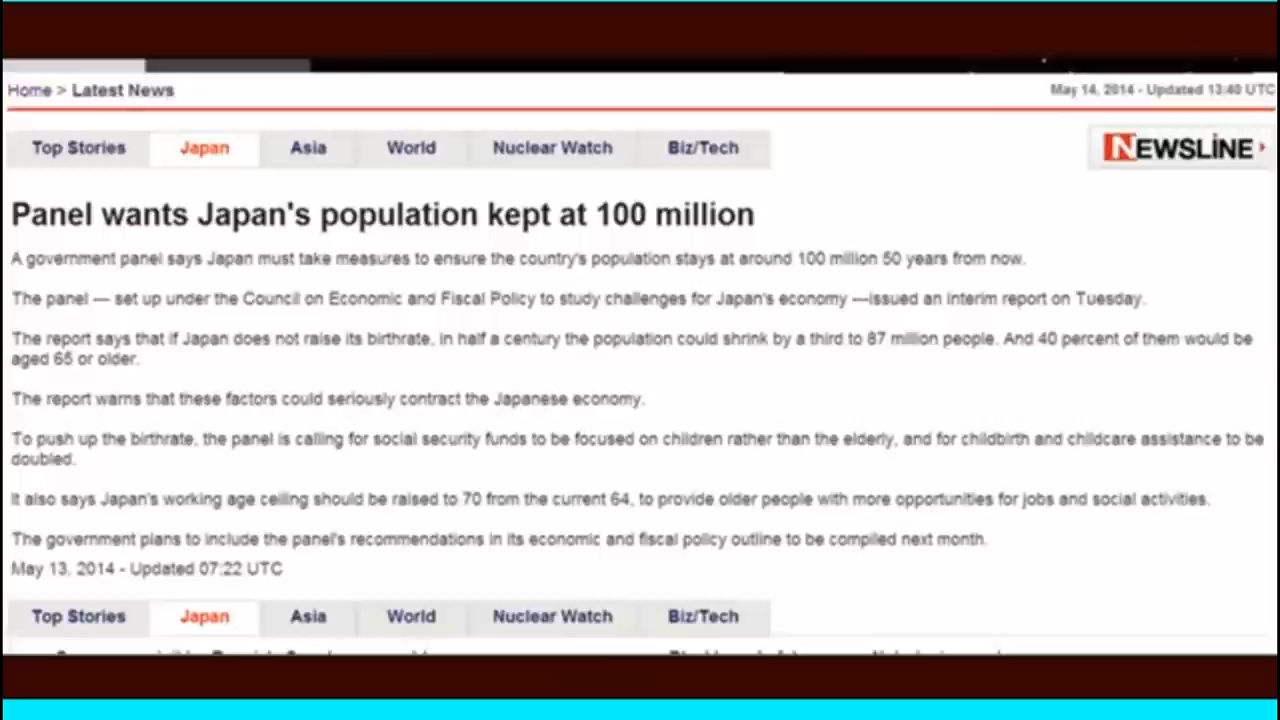 Home > Latest News
May 14, 2014 - Updated 13:40 UTC
Top Stories Japan Asia World Nuclear Watch Biz/Tech
NEWSLINE
Panel wants Japan's population kept at 100 million
A government panel says Japan must take measures to ensure the country's population stays at around 100 million 50 years from now.
The panel — set up under the Council on Economic and Fiscal Policy to study challenges for Japan's economy —issued an interim report on Tuesday.
The report says that if Japan does not raise its birthrate, in half a century the population could shrink by a third to 87 million people. And 40 percent of them would be
aged 65 or older.
The report warns that these factors could seriously contract the Japanese economy.
To push up the birthrate, the panel is calling for social security funds to be focused on children rather than the elderly, and for childbirth and childcare assistance to be
doubled.
It also says Japan's working age ceiling should be raised to 70 from the current 64, to provide older people with more opportunities for jobs and social activities.
The government plans to include the panel's recommendations in its economic and fiscal policy outline to be compiled next month.
May 13, 2014 - Updated 07:22 UTC
Top Stories Japan Asia World Nuclear Watch Biz/Tech